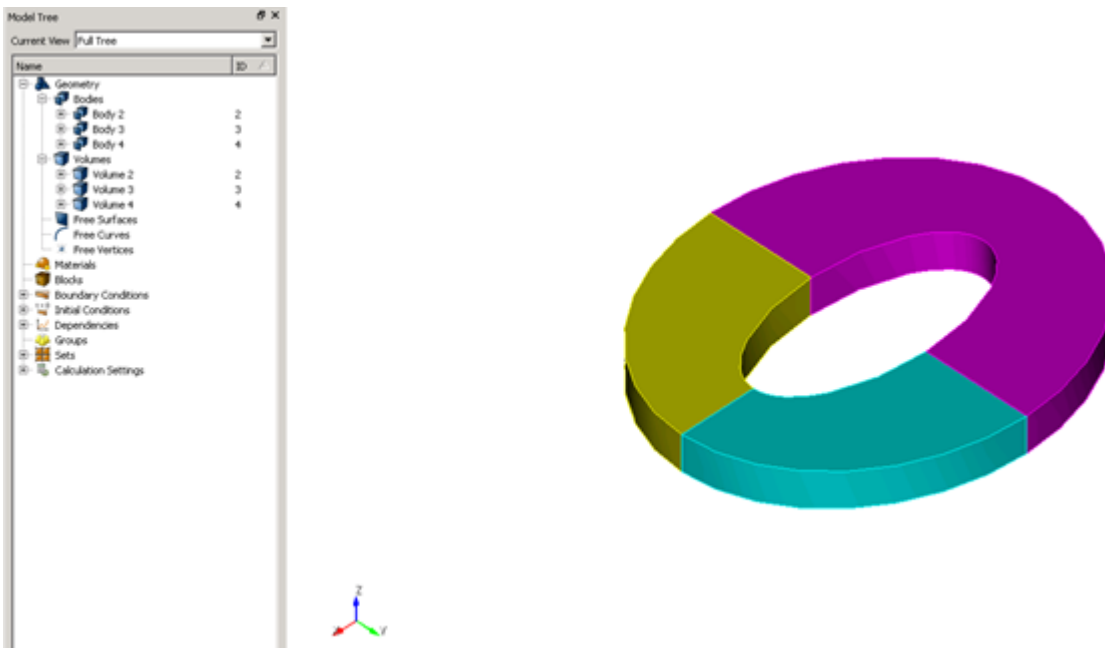 Model Tree
Current View Full Tree
Name ID
Geometry
Bodies
Body 2 2
Body 3 3
Body 4 4
Volumes
Volume 2 2
Volume 3 3
Volume 4 4
Free Surfaces
Free Curves
Free Vertices
Materials
Blocks
Boundary Conditions
Initial Conditions
Dependencies
Groups
Sets
Calculation Settings
Z
X Y